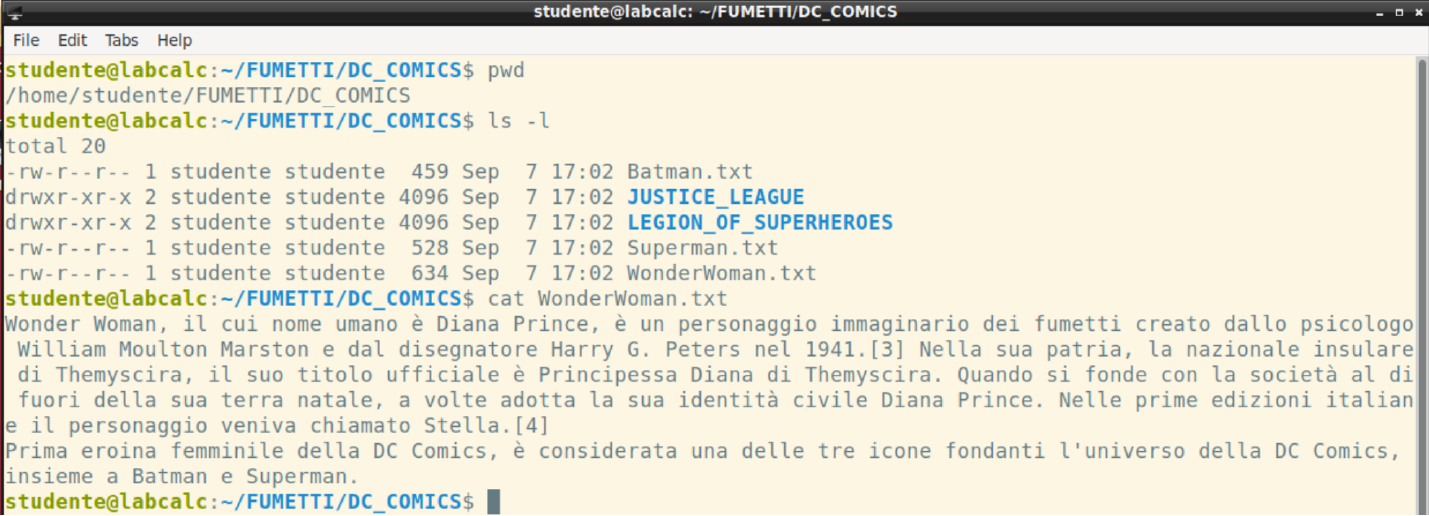 studente@labcalc: ~/FUMETTI/DC_COMICS
File Edit Tabs Help
studente@labcalc:~/FUMETTI/DC_COMICS$ pwd
/home/studente/FUMETTI/DC_COMICS
studente@labcalc:~/FUMETTI/DC_COMICS$ ls -l
total 20
-rw-r--r-- 1 studente studente  459 Sep  7 17:02 Batman.txt
drwxr-xr-x 2 studente studente 4096 Sep  7 17:02 JUSTICE_LEAGUE
drwxr-xr-x 2 studente studente 4096 Sep  7 17:02 LEGION_OF_SUPERHEROES
-rw-r--r-- 1 studente studente  528 Sep  7 17:02 Superman.txt
-rw-r--r-- 1 studente studente  634 Sep  7 17:02 WonderWoman.txt
studente@labcalc:~/FUMETTI/DC_COMICS$ cat WonderWoman.txt
Wonder Woman, il cui nome umano è Diana Prince, è un personaggio immaginario dei fumetti creato dallo psicologo
 William Moulton Marston e dal disegnatore Harry G. Peters nel 1941.[3] Nella sua patria, la nazionale insulare
 di Themyscira, il suo titolo ufficiale è Principessa Diana di Themyscira. Quando si fonde con la società al di
 fuori della sua terra natale, a volte adotta la sua identità civile Diana Prince. Nelle prime edizioni italian
e il personaggio veniva chiamato Stella.[4]
Prima eroina femminile della DC Comics, è considerata una delle tre icone fondanti l'universo della DC Comics,
insieme a Batman e Superman.
studente@labcalc:~/FUMETTI/DC_COMICS$